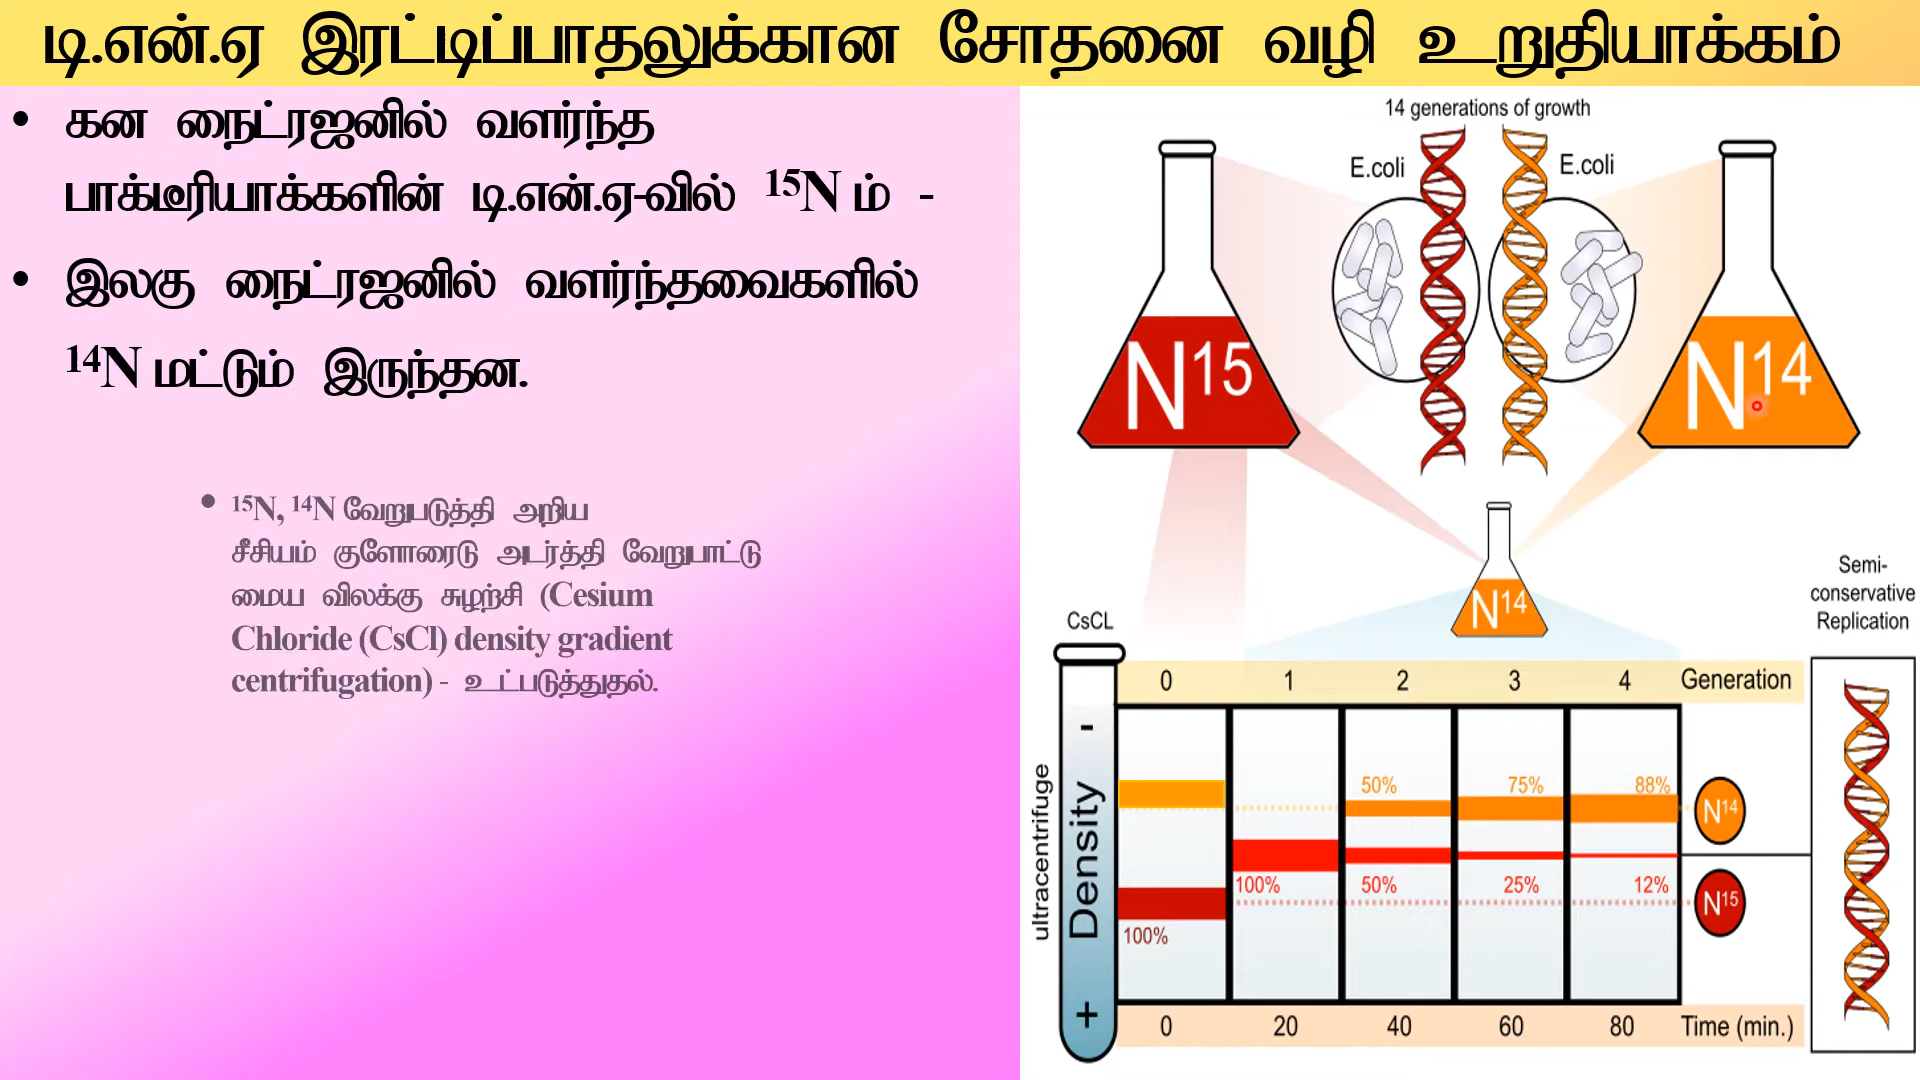 டி.என்.ஏ இரட்டிப்பாதலுக்கான சோதனை வழி உறுதியாக்கம்
• கன நைட்ரஜனில் வளர்ந்த
பாக்டீரியாக்களின் டி.என்.ஏ-வில் ¹⁵N ம் -
• இலகு நைட்ரஜனில் வளர்ந்தவைகளில்
¹⁴N மட்டும் இருந்தன.
• ¹⁵N, ¹⁴N வேறுபடுத்தி அறிய
சீசியம் குளோரைடு அடர்த்தி வேறுபாட்டு
மைய விலக்கு சுழற்சி (Cesium
Chloride (CsCl) density gradient
centrifugation) - உட்படுத்துதல்.
14 generations of growth
E.coli E.coli
N¹⁵ N¹⁴
N¹⁴
CsCL
Semi-
conservative
Replication
0 1 2 3 4 Generation
ultracentrifuge
- Density +
50% 75% 88%
N¹⁴
100% 50% 25% 12%
N¹⁵
100%
0 20 40 60 80 Time (min.)